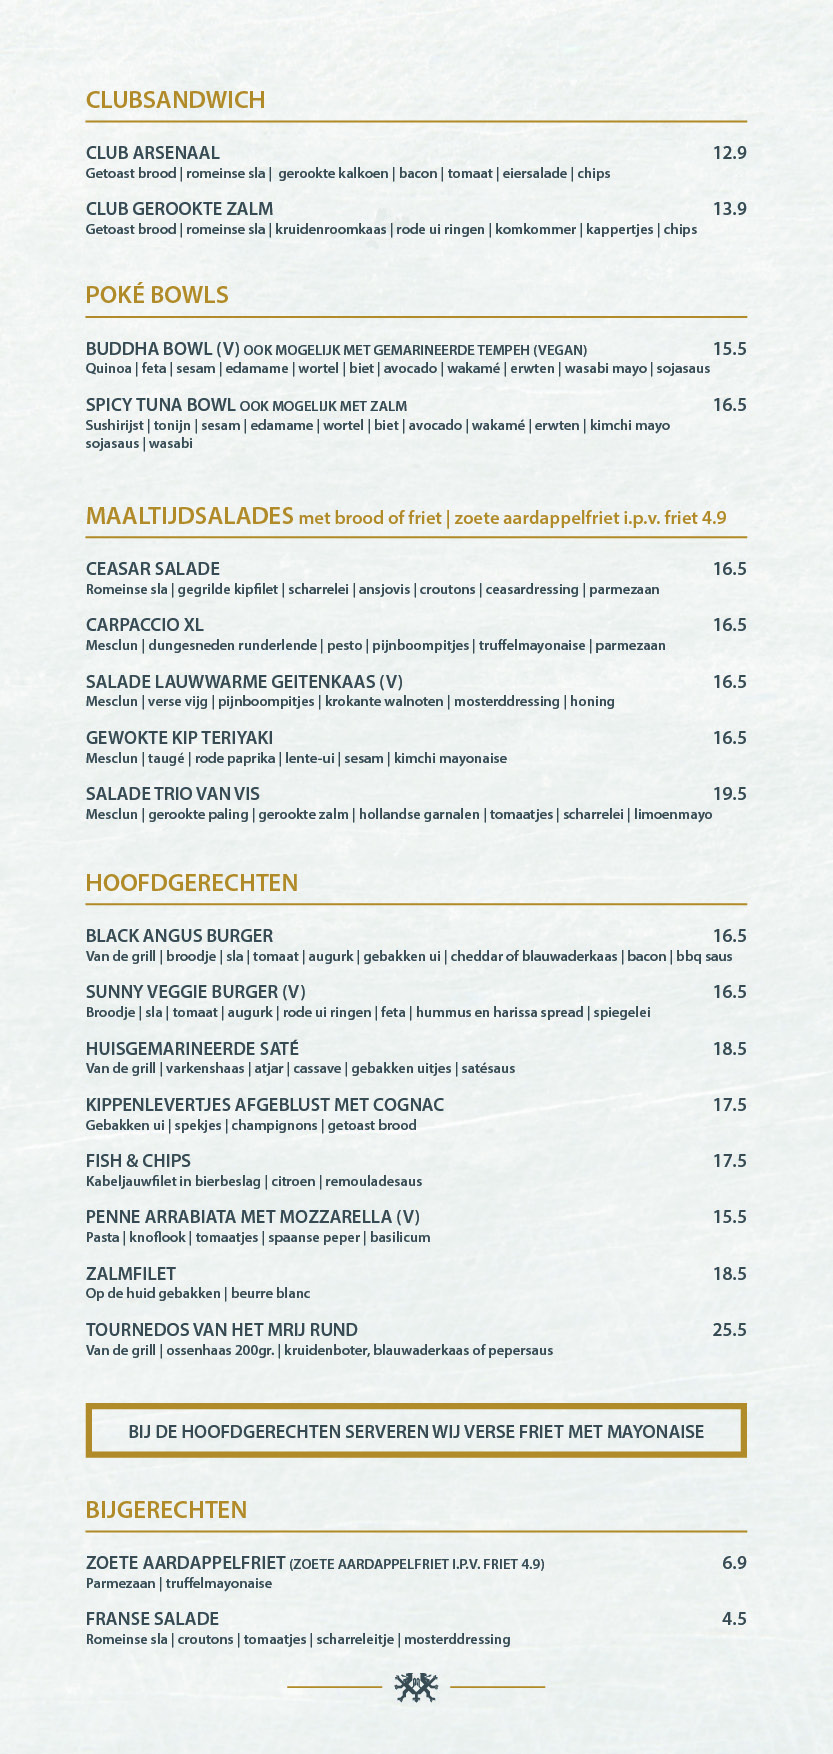 CLUBSANDWICH
CLUB ARSENAAL 12.9
Getoast brood | romeinse sla | gerookte kalkoen | bacon | tomaat | eiersalade | chips
CLUB GEROOKTE ZALM 13.9
Getoast brood | romeinse sla | kruidenroomkaas | rode ui ringen | komkommer | kappertjes | chips
POKÉ BOWLS
BUDDHA BOWL (V) OOK MOGELIJK MET GEMARINEERDE TEMPEH (VEGAN) 15.5
Quinoa | feta | sesam | edamame | wortel | biet | avocado | wakamé | erwten | wasabi mayo | sojasaus
SPICY TUNA BOWL OOK MOGELIJK MET ZALM 16.5
Sushirijst | tonijn | sesam | edamame | wortel | biet | avocado | wakamé | erwten | kimchi mayo
sojasaus | wasabi
MAALTIJDSALADES met brood of friet | zoete aardappelfriet i.p.v. friet 4.9
CEASAR SALADE 16.5
Romeinse sla | gegrilde kipfilet | scharrelei | ansjovis | croutons | ceasardressing | parmezaan
CARPACCIO XL 16.5
Mesclun | dungesneden runderlende | pesto | pijnboompitjes | truffelmayonaise | parmezaan
SALADE LAUWWARME GEITENKAAS (V) 16.5
Mesclun | verse vijg | pijnboompitjes | krokante walnoten | mosterddressing | honing
GEWOKTE KIP TERIYAKI 16.5
Mesclun | taugé | rode paprika | lente-ui | sesam | kimchi mayonaise
SALADE TRIO VAN VIS 19.5
Mesclun | gerookte paling | gerookte zalm | hollandse garnalen | tomaatjes | scharrelei | limoenmayo
HOOFDGERECHTEN
BLACK ANGUS BURGER 16.5
Van de grill | broodje | sla | tomaat | augurk | gebakken ui | cheddar of blauwaderkaas | bacon | bbq saus
SUNNY VEGGIE BURGER (V) 16.5
Broodje | sla | tomaat | augurk | rode ui ringen | feta | hummus en harissa spread | spiegelei
HUISGEMARINEERDE SATÉ 18.5
Van de grill | varkenshaas | atjar | cassave | gebakken uitjes | satésaus
KIPPENLEVERTJES AFGEBLUST MET COGNAC 17.5
Gebakken ui | spekjes | champignons | getoast brood
FISH & CHIPS 17.5
Kabeljauwfilet in bierbeslag | citroen | remouladesaus
PENNE ARRABIATA MET MOZZARELLA (V) 15.5
Pasta | knoflook | tomaatjes | spaanse peper | basilicum
ZALMFILET 18.5
Op de huid gebakken | beurre blanc
TOURNEDOS VAN HET MRIJ RUND 25.5
Van de grill | ossenhaas 200gr. | kruidenboter, blauwaderkaas of pepersaus
BIJ DE HOOFDGERECHTEN SERVEREN WIJ VERSE FRIET MET MAYONAISE
BIJGERECHTEN
ZOETE AARDAPPELFRIET (ZOETE AARDAPPELFRIET I.P.V. FRIET 4.9) 6.9
Parmezaan | truffelmayonaise
FRANSE SALADE 4.5
Romeinse sla | croutons | tomaatjes | scharreleitje | mosterddressing